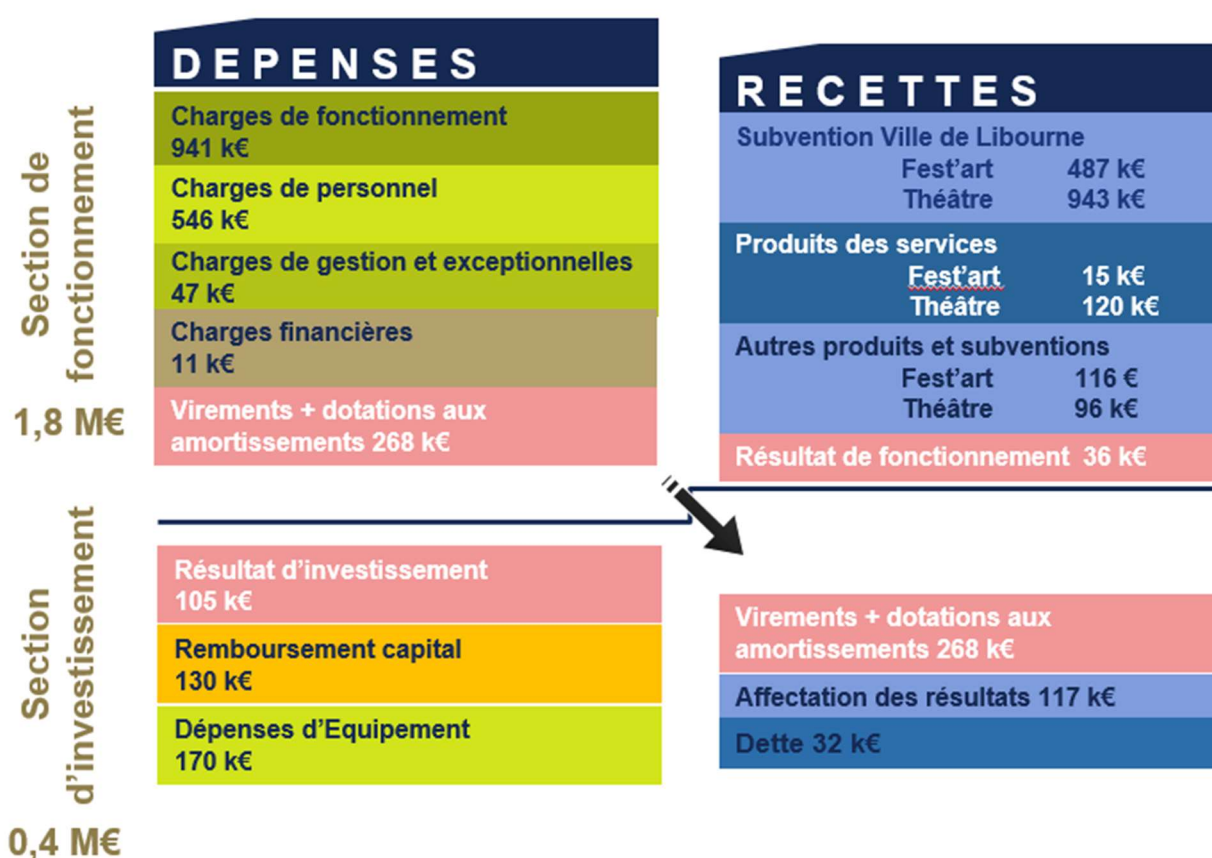 DEPENSES
Section de
fonctionnement
1,8 M€
Charges de fonctionnement
941 k€
Charges de personnel
546 k€
Charges de gestion et exceptionnelles
47 k€
Charges financières
11 k€
Virements + dotations aux
amortissements 268 k€
RECETTES
Subvention Ville de Libourne
Fest'art 487 k€
Théâtre 943 k€
Produits des services
Fest'art 15 k€
Théâtre 120 k€
Autres produits et subventions
Fest'art 116 €
Théâtre 96 k€
Résultat de fonctionnement 36 k€
Section
d'investissement
0,4 M€
Résultat d'investissement
105 k€
Remboursement capital
130 k€
Dépenses d'Equipement
170 k€
Virements + dotations aux
amortissements 268 k€
Affectation des résultats 117 k€
Dette 32 k€